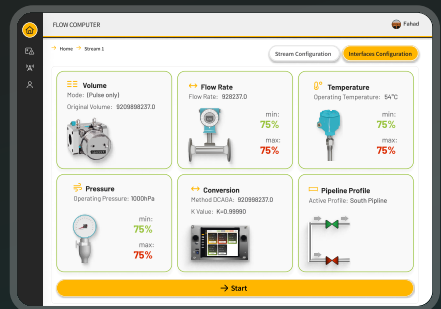 FLOW COMPUTER
Fahad
Home
Stream 1
Stream Configuration
Interfaces Configuration
Volume
Mode: (Pulse only)
Original Volume: 9209898237.0
Flow Rate
Flow Rate: 928237.0
min:
75%
max:
75%
Temperature
Operating Temperature: 54°C
min:
75%
max:
75%
Pressure
Operating Pressure: 1000hPa
min:
75%
max:
75%
Conversion
Method DCAGA: 920998237.0
K Value: K=0.99990
Pipeline Profile
Active Profile: South Pipline
→ Start